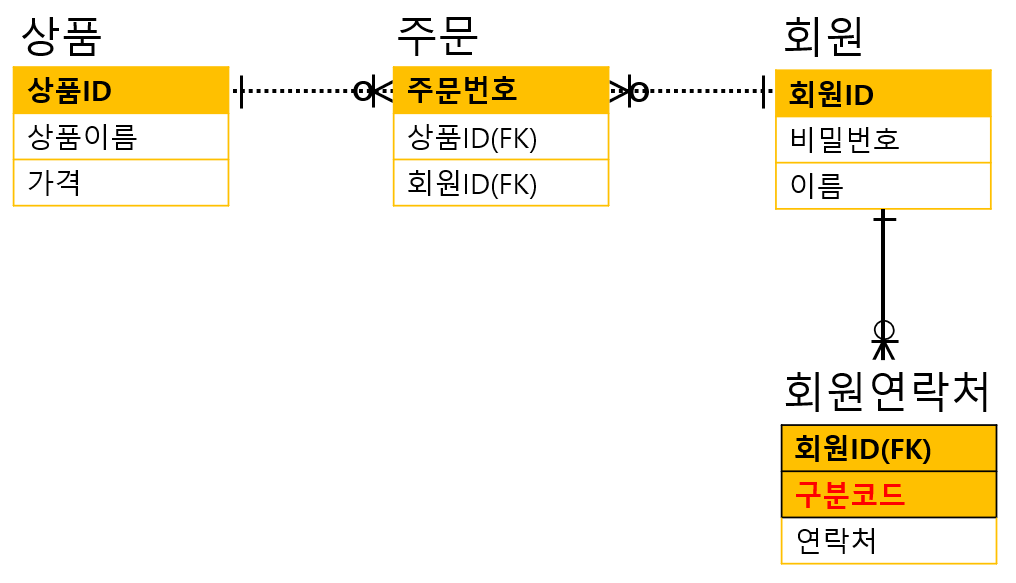 상품
상품ID
상품이름
가격
주문
주문번호
상품ID(FK)
회원ID(FK)
회원
회원ID
비밀번호
이름
회원연락처
회원ID(FK)
구분코드
연락처